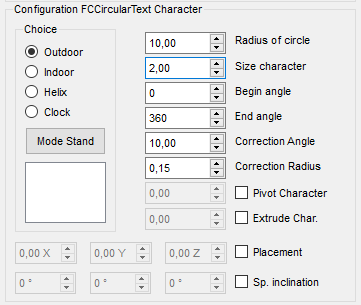 Configuration FCCircularText Character
Choice
Outdoor
Indoor
Helix
Clock
Mode Stand
10,00 Radius of circle
2,00 Size character
0 Begin angle
360 End angle
10,00 Correction Angle
0,15 Correction Radius
0,00 Pivot Character
0,00 Extrude Char.
0,00 X 0,00 Y 0,00 Z Placement
0 ° 0 ° 0 ° Sp. inclination